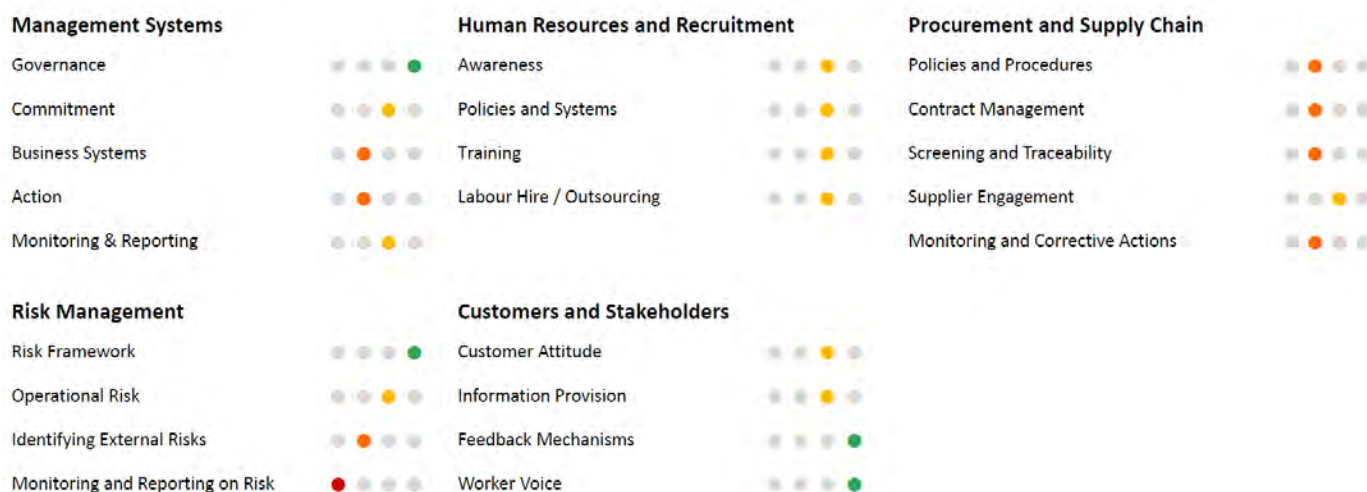 Management Systems
Governance
Commitment
Business Systems
Action
Monitoring & Reporting
Human Resources and Recruitment
Awareness
Policies and Systems
Training
Labour Hire / Outsourcing
Procurement and Supply Chain
Policies and Procedures
Contract Management
Screening and Traceability
Supplier Engagement
Monitoring and Corrective Actions
Risk Management
Risk Framework
Operational Risk
Identifying External Risks
Monitoring and Reporting on Risk
Customers and Stakeholders
Customer Attitude
Information Provision
Feedback Mechanisms
Worker Voice